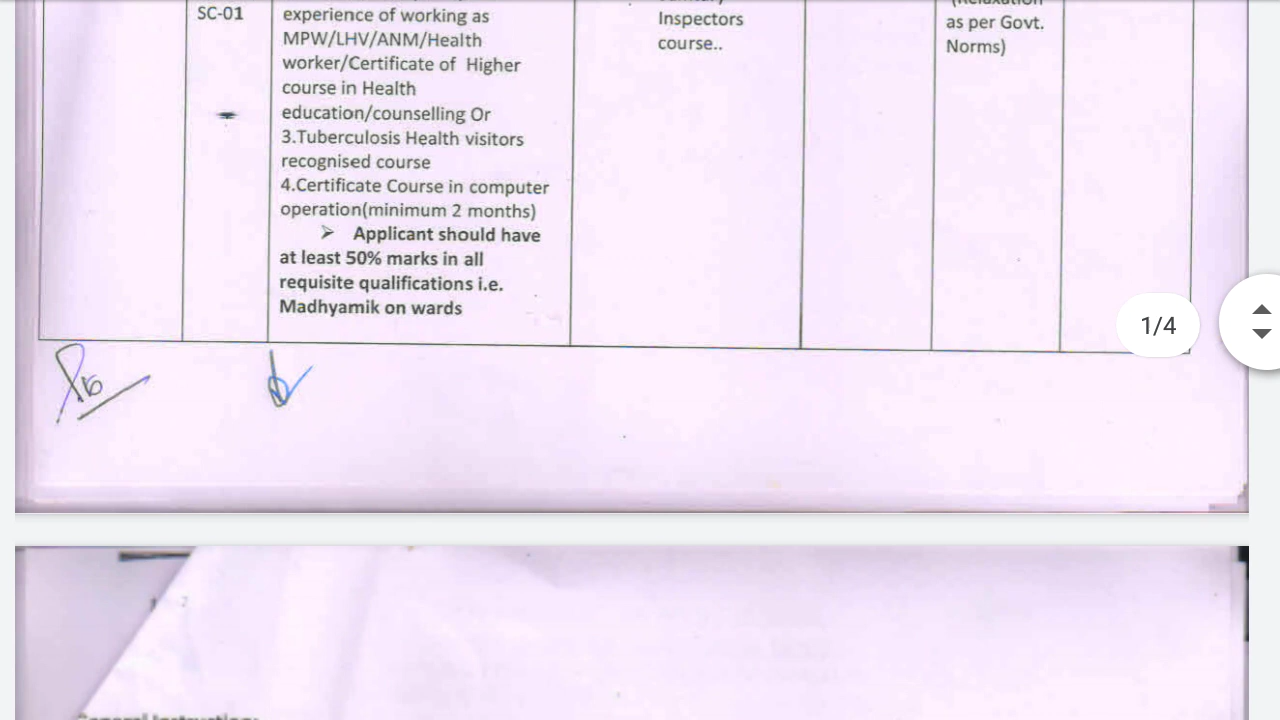 SC-01
experience of working as
MPW/LHV/ANM/Health
worker/Certificate of Higher
course in Health
education/counselling Or
3.Tuberculosis Health visitors
recognised course
4.Certificate Course in computer
operation(minimum 2 months)
➢ Applicant should have
at least 50% marks in all
requisite qualifications i.e.
Madhyamik on wards
Inspectors
course..
(Relaxation
as per Govt.
Norms)
1/4
General Instruction: